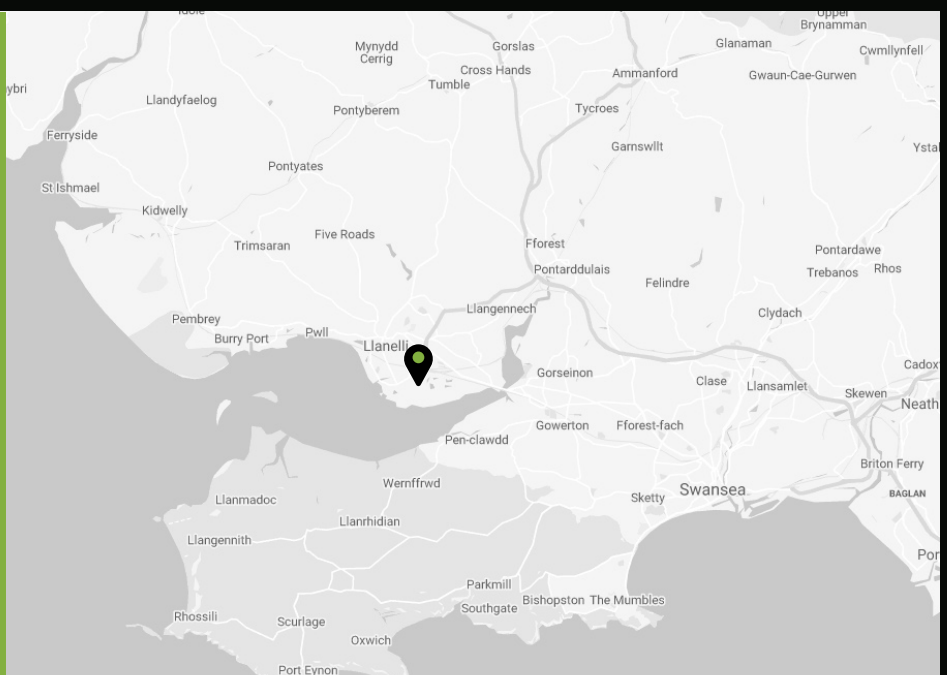 Idole
Upper
Brynamman
Mynydd
Cerrig
Gorslas
Glanaman
Cwmllynfell
Cross Hands
Ammanford
Gwaun-Cae-Gurwen
Tumble
ybri
Llandyfaelog
Pontyberem
Tycroes
Ferryside
Garnswllt
Ystal
Pontyates
St Ishmael
Kidwelly
Five Roads
Trimsaran
Fforest
Pontardawe
Pontarddulais
Trebanos
Rhos
Felindre
Llangennech
Clydach
Pembrey
Pwll
Burry Port
Llanelli
Cadox
Gorseinon
Clase
Llansamlet
Skewen
Neath
Gowerton
Fforest-fach
Pen-clawdd
Briton Ferry
Wernffrwd
Swansea
BAGLAN
Sketty
Llanmadoc
Llanrhidian
Llangennith
Por
Parkmill
Bishopston
The Mumbles
Southgate
Rhossili
Scurlage
Oxwich
Port Eynon